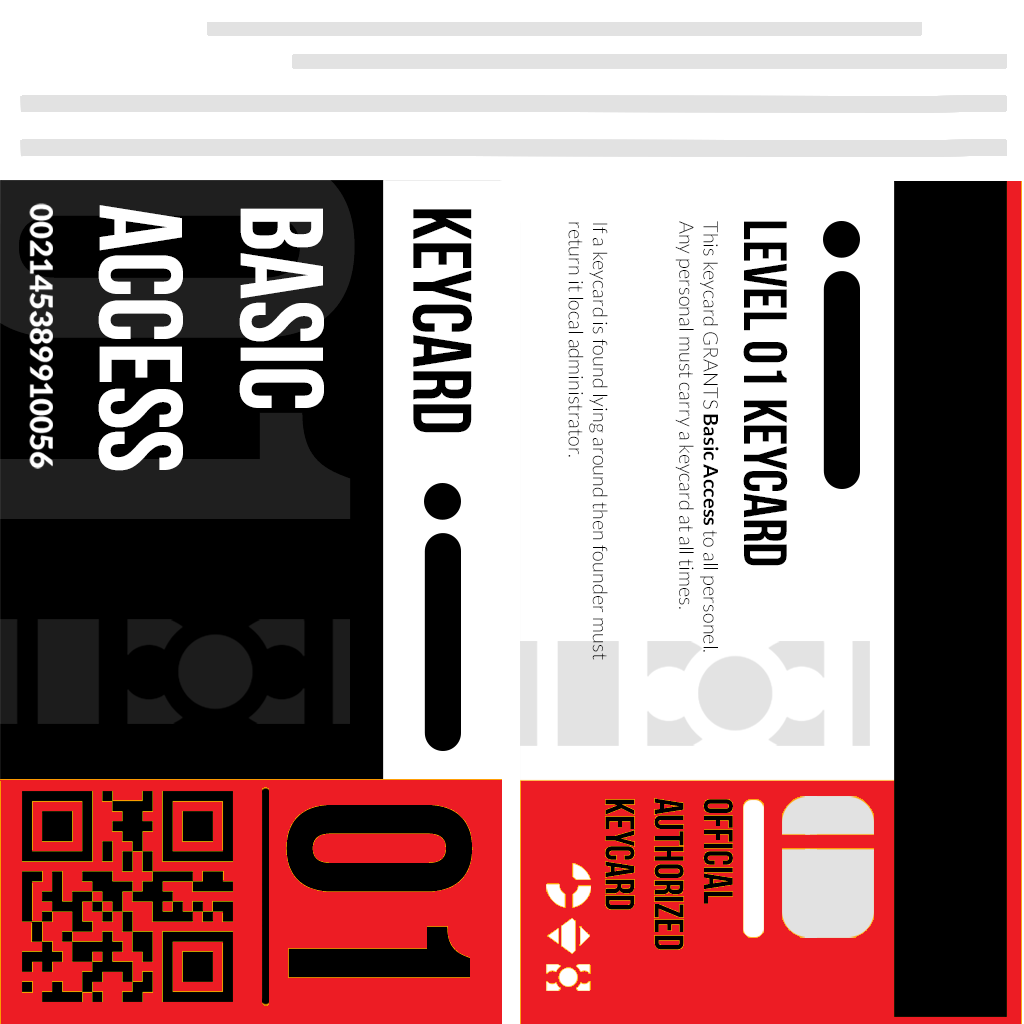 KEYCARD
BASIC
ACCESS
00214538991​0056
01
LEVEL 01 KEYCARD
This keycard GRANTS Basic Access to all personel.
Any personal must carry a keycard at all times.
If a keycard is found lying around then founder must
return it local administrator.
OFFICIAL
AUTHORIZED
KEYCARD